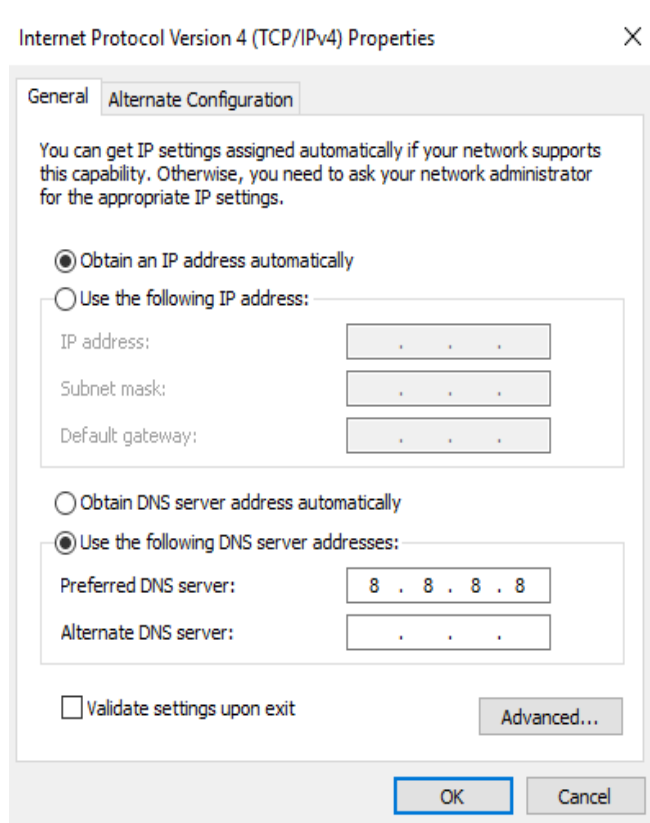 Internet Protocol Version 4 (TCP/IPv4) Properties
General
Alternate Configuration
You can get IP settings assigned automatically if your network supports
this capability. Otherwise, you need to ask your network administrator
for the appropriate IP settings.
Obtain an IP address automatically
Use the following IP address:
IP address: . . .
Subnet mask: . . .
Default gateway: . . .
Obtain DNS server address automatically
Use the following DNS server addresses:
Preferred DNS server: 8 . 8 . 8 . 8
Alternate DNS server: . . .
Validate settings upon exit
Advanced...
OK
Cancel